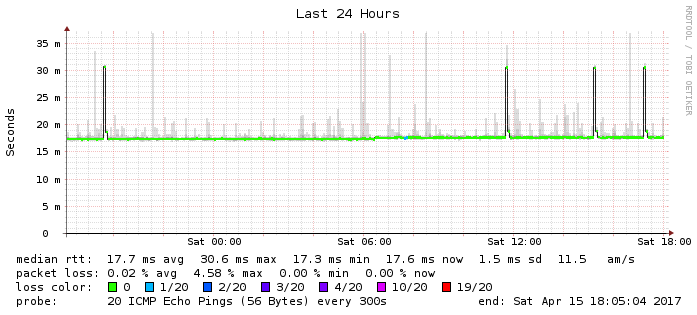 Last 24 Hours
RRDTOOL / TOBI OETIKER
Seconds
35 m
30 m
25 m
20 m
15 m
10 m
5 m
0
Sat 00:00 Sat 06:00 Sat 12:00 Sat 18:00
median rtt: 17.7 ms avg 30.6 ms max 17.3 ms min 17.6 ms now 1.5 ms sd 11.5 am/s
packet loss: 0.02 % avg 4.58 % max 0.00 % min 0.00 % now
loss color: 0 1/20 2/20 3/20 4/20 10/20 19/20
probe: 20 ICMP Echo Pings (56 Bytes) every 300s end: Sat Apr 15 18:05:04 2017